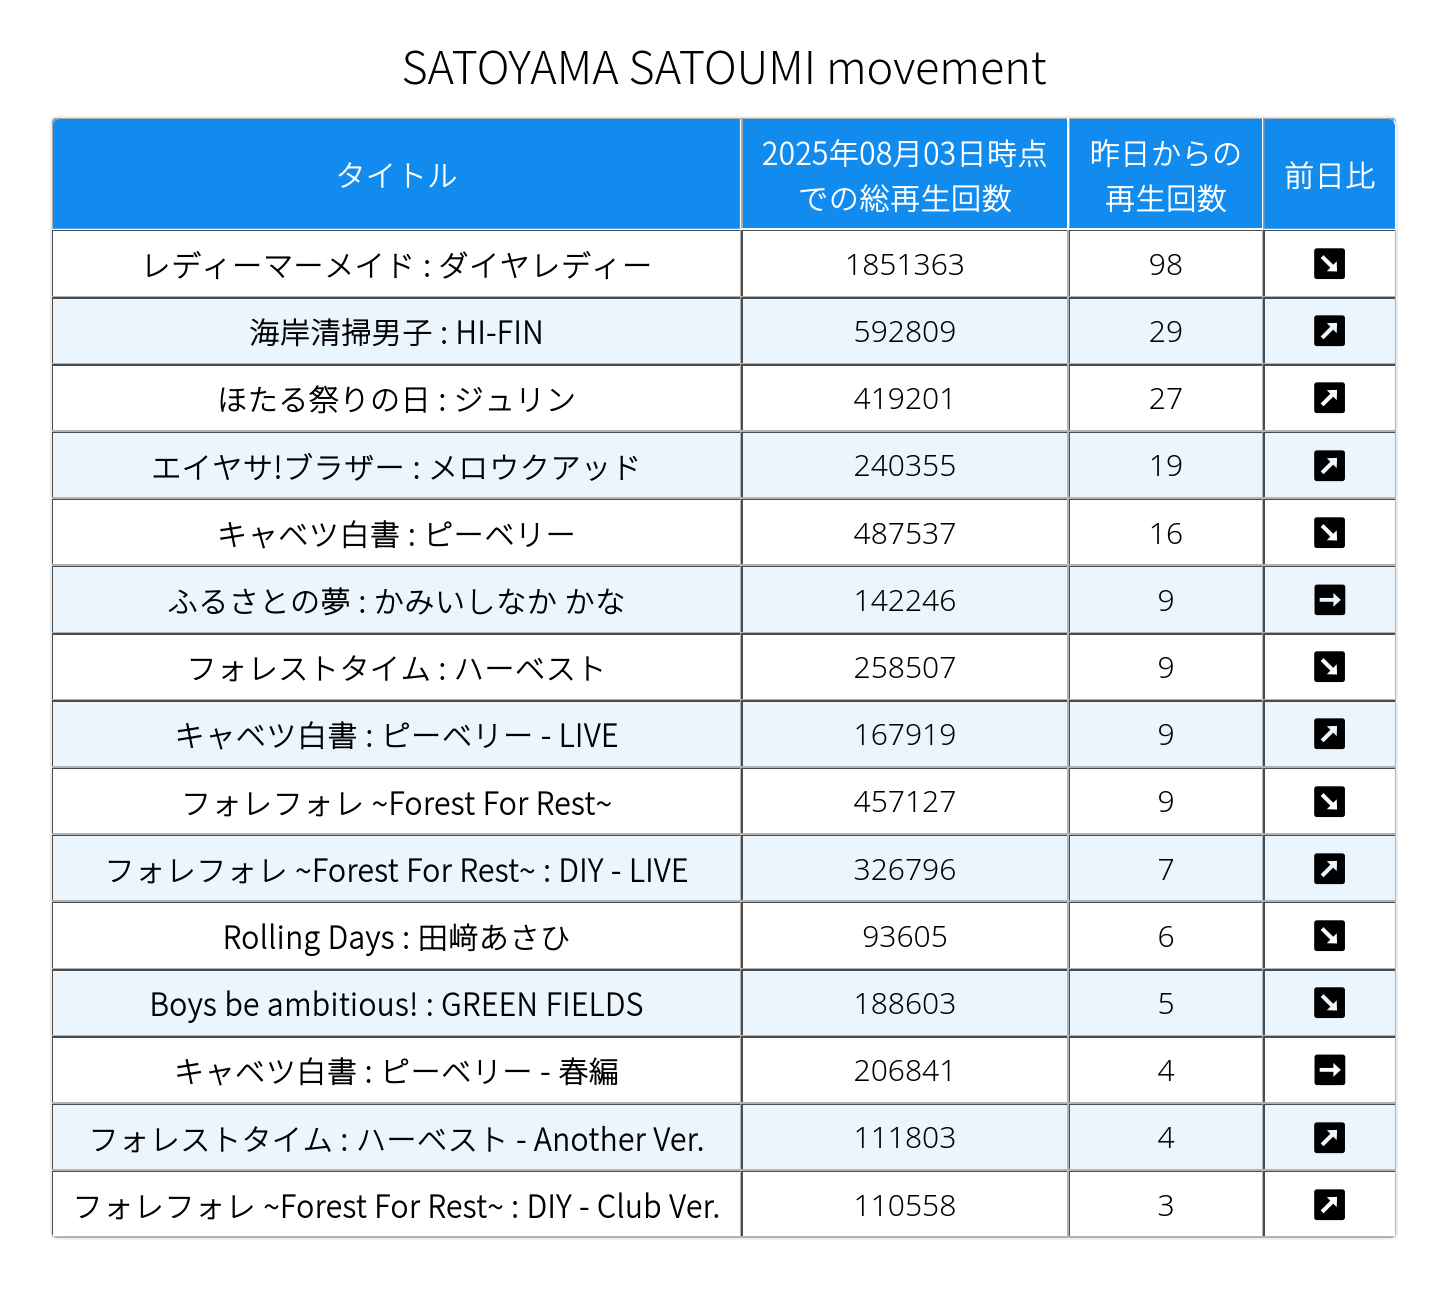 SATOYAMA SATOUMI movement
タイトル 2025年08月03日時点での総再生回数 昨日からの再生回数 前日比
レディーマーメイド : ダイヤレディー 1851363 98 ↘
海岸清掃男子 : HI-FIN 592809 29 ↗
ほたる祭りの日 : ジュリン 419201 27 ↗
エイヤサ!ブラザー : メロウクアッド 240355 19 ↗
キャベツ白書 : ピーベリー 487537 16 ↘
ふるさとの夢 : かみいしなか かな 142246 9 →
フォレストタイム : ハーベスト 258507 9 ↘
キャベツ白書 : ピーベリー - LIVE 167919 9 ↗
フォレフォレ ~Forest For Rest~ 457127 9 ↘
フォレフォレ ~Forest For Rest~ : DIY - LIVE 326796 7 ↗
Rolling Days : 田﨑あさひ 93605 6 ↘
Boys be ambitious! : GREEN FIELDS 188603 5 ↘
キャベツ白書 : ピーベリー - 春編 206841 4 →
フォレストタイム : ハーベスト - Another Ver. 111803 4 ↗
フォレフォレ ~Forest For Rest~ : DIY - Club Ver. 110558 3 ↗